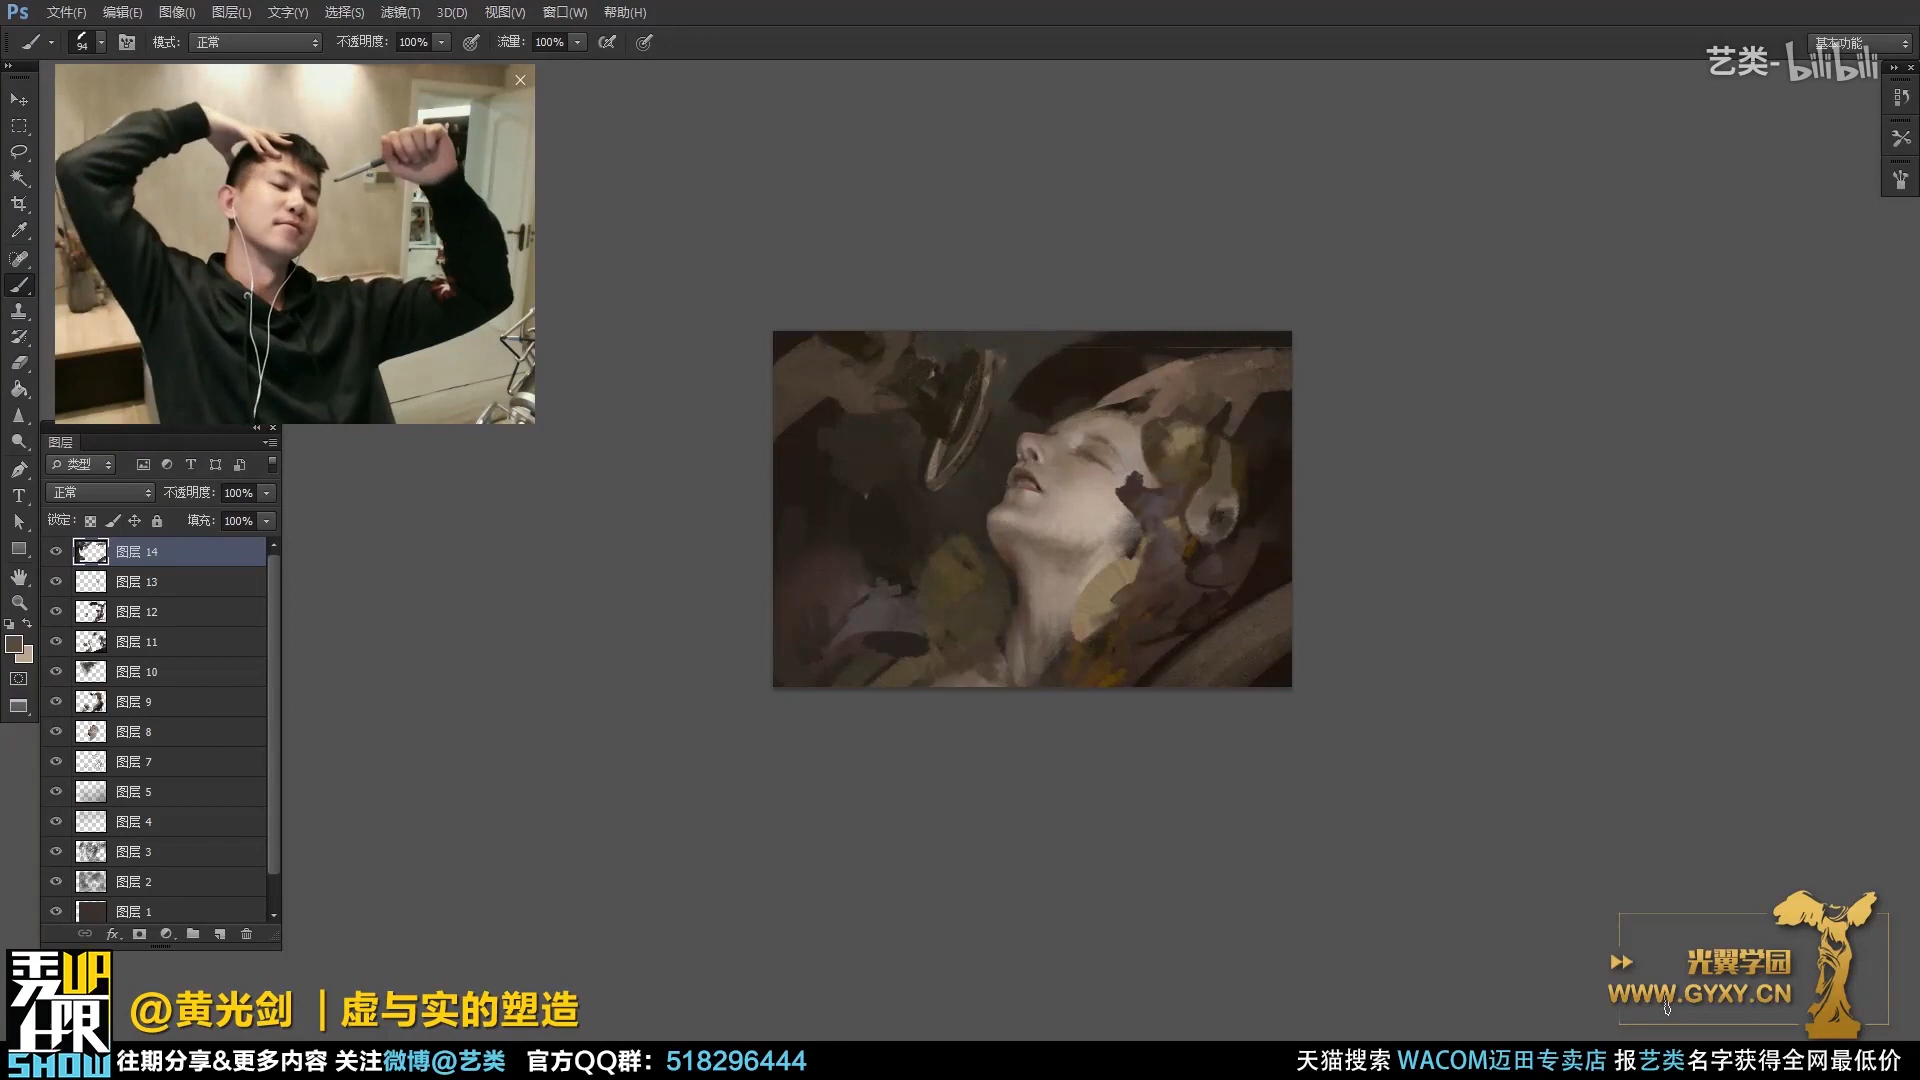 Ps 文件(F) 编辑(E) 图像(I) 图层(L) 文字(Y) 选择(S) 滤镜(T) 3D(D) 视图(V) 窗口(W) 帮助(H)
94 模式: 正常 不透明度: 100% 流量: 100% 基本功能
艺类-bilibili
图层
类型
正常 不透明度: 100%
锁定: 填充: 100%
图层 14
图层 13
图层 12
图层 11
图层 10
图层 9
图层 8
图层 7
图层 5
图层 4
图层 3
图层 2
图层 1
光翼学园
WWW.GYXY.CN
UP
HR
SHOW
@黄光剑 | 虚与实的塑造
往期分享&更多内容 关注微博@艺类 官方QQ群: 518296444
天猫搜索 WACOM迈田专卖店 报艺类名字获得全网最低价